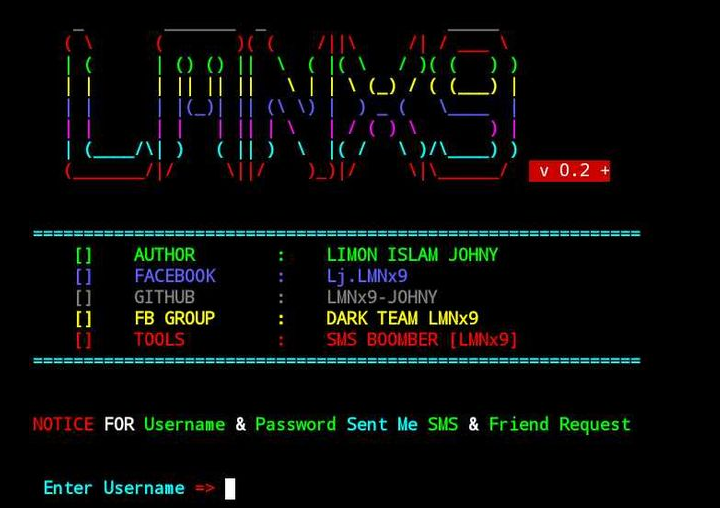 LMNX9
v 0.2 +
[] AUTHOR : LIMON ISLAM JOHNY
[] FACEBOOK : Lj.LMNx9
[] GITHUB : LMNx9-JOHNY
[] FB GROUP : DARK TEAM LMNx9
[] TOOLS : SMS BOOMBER [LMNx9]
NOTICE FOR Username & Password Sent Me SMS & Friend Request
Enter Username =>